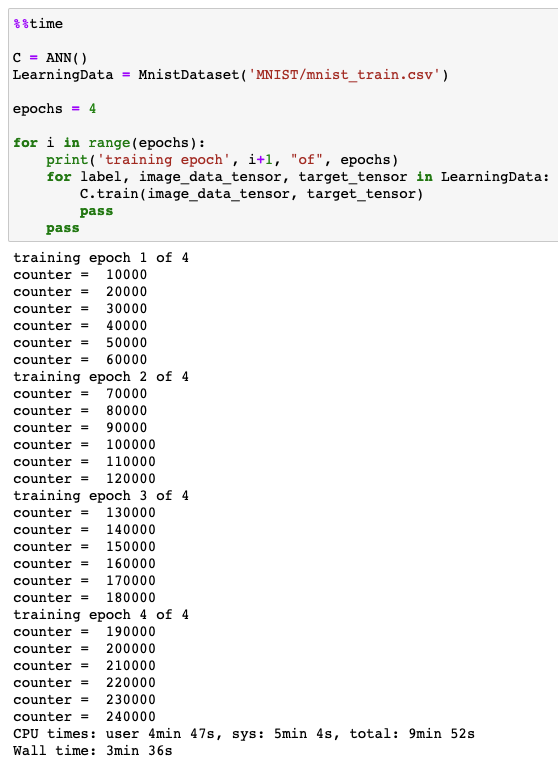 %%time
C = ANN()
LearningData = MnistDataset('MNIST/mnist_train.csv')
epochs = 4
for i in range(epochs):
    print('training epoch', i+1, "of", epochs)
    for label, image_data_tensor, target_tensor in LearningData:
        C.train(image_data_tensor, target_tensor)
        pass
    pass
training epoch 1 of 4
counter =  10000
counter =  20000
counter =  30000
counter =  40000
counter =  50000
counter =  60000
training epoch 2 of 4
counter =  70000
counter =  80000
counter =  90000
counter =  100000
counter =  110000
counter =  120000
training epoch 3 of 4
counter =  130000
counter =  140000
counter =  150000
counter =  160000
counter =  170000
counter =  180000
training epoch 4 of 4
counter =  190000
counter =  200000
counter =  210000
counter =  220000
counter =  230000
counter =  240000
CPU times: user 4min 47s, sys: 5min 4s, total: 9min 52s
Wall time: 3min 36s